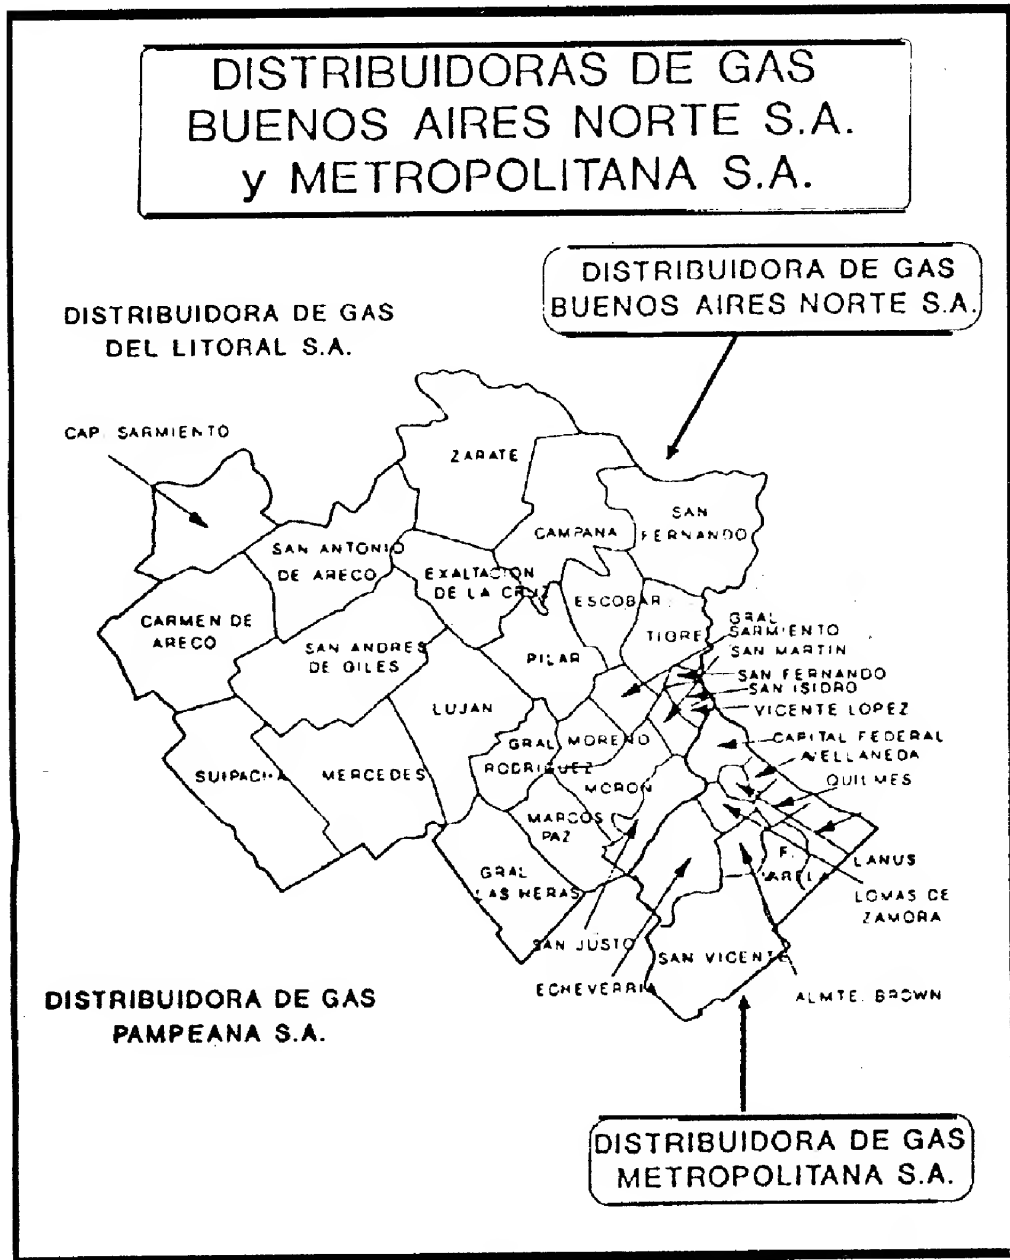 DISTRIBUIDORAS DE GAS
BUENOS AIRES NORTE S.A.
y METROPOLITANA S.A.
DISTRIBUIDORA DE GAS
BUENOS AIRES NORTE S.A.
DISTRIBUIDORA DE GAS
DEL LITORAL S.A.
CAP. SARMIENTO
ZARATE
SAN
FERNANDO
CAMPANA
SAN ANTONIO
DE ARECO
EXALTACION
DE LA CRUZ
ESCOBAR
CARMEN DE
ARECO
SAN ANDRES
DE GILES
PILAR
TIGRE
GRAL
SARMIENTO
SAN MARTIN
SAN FERNANDO
SAN ISIDRO
VICENTE LOPEZ
LUJAN
GRAL
RODRIGUEZ
MORENO
CAPITAL FEDERAL
AVELLANEDA
QUILMES
SUIPACHA
MERCEDES
MORON
MARCOS
PAZ
F.
VAREL
LANUS
GRAL
LAS HERAS
LOMAS DE
ZAMORA
SAN JUSTO
SAN VICENTE
ECHEVERRIA
ALMTE. BROWN
DISTRIBUIDORA DE GAS
PAMPEANA S.A.
DISTRIBUIDORA DE GAS
METROPOLITANA S.A.